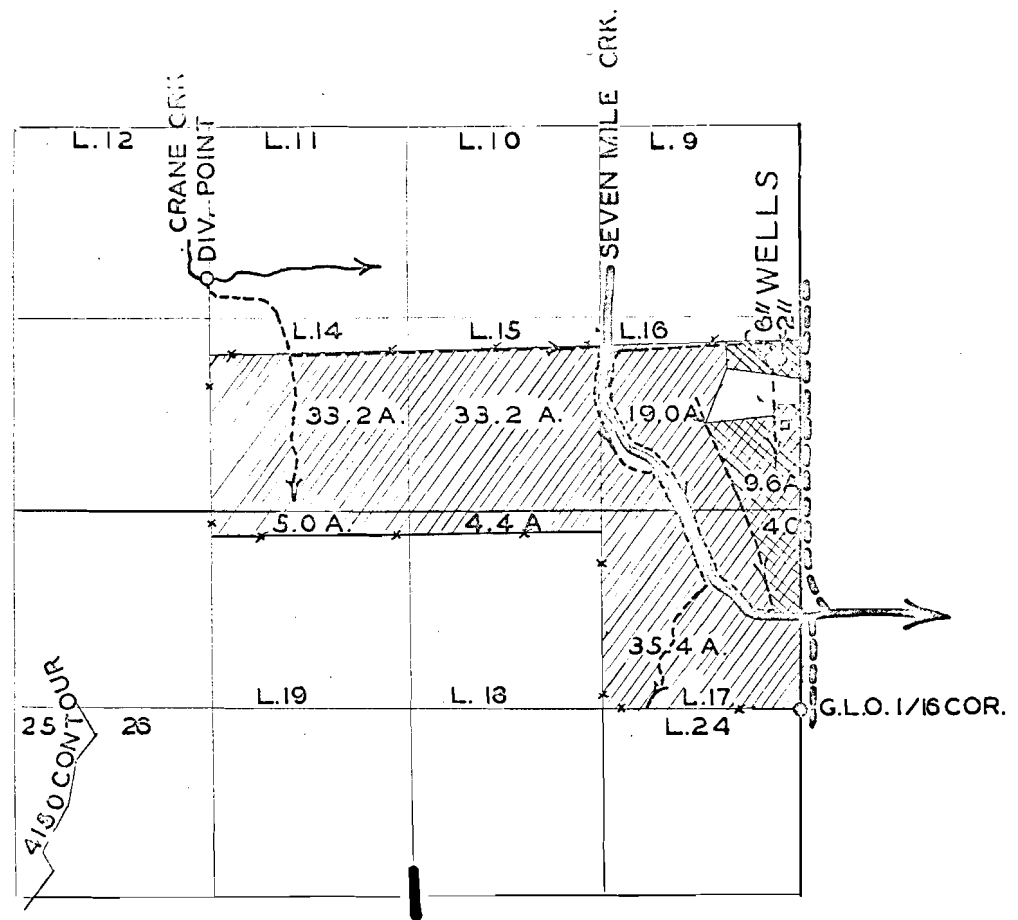 CRANE CRK
DIV. POINT
SEVEN MILE CRK.
L.12
L.11
L.10
L.9
6" WELLS
2"
L.14
L.15
L.16
33.2 A.
33.2 A.
19.0 A
9.6 A
5.0 A.
4.4 A
4.0
35.4 A.
L.19
L.18
L.17
L.24
G.L.O. 1/16 COR.
25
26
4150 CONTOUR